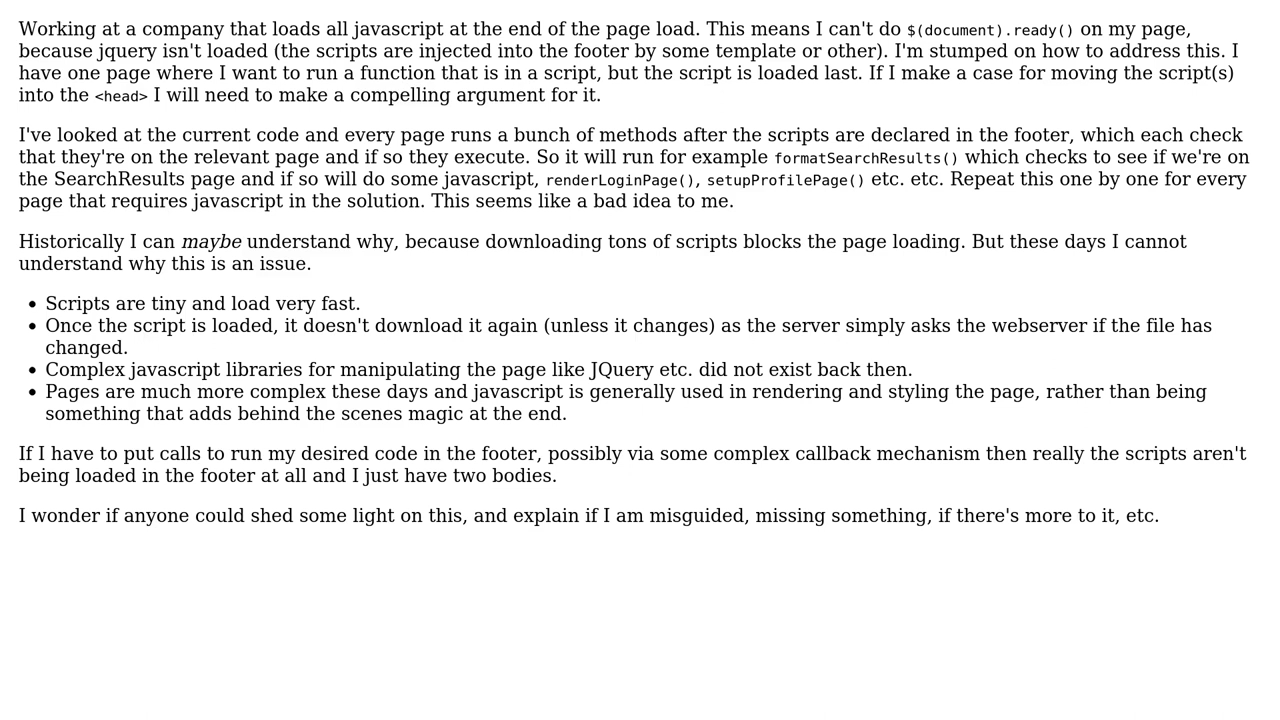 Working at a company that loads all javascript at the end of the page load. This means I can't do $(document).ready() on my page,
because jquery isn't loaded (the scripts are injected into the footer by some template or other). I'm stumped on how to address this. I
have one page where I want to run a function that is in a script, but the script is loaded last. If I make a case for moving the script(s)
into the <head> I will need to make a compelling argument for it.
I've looked at the current code and every page runs a bunch of methods after the scripts are declared in the footer, which each check
that they're on the relevant page and if so they execute. So it will run for example formatSearchResults() which checks to see if we're on
the SearchResults page and if so will do some javascript, renderLoginPage(), setupProfilePage() etc. etc. Repeat this one by one for every
page that requires javascript in the solution. This seems like a bad idea to me.
Historically I can maybe understand why, because downloading tons of scripts blocks the page loading. But these days I cannot
understand why this is an issue.
• Scripts are tiny and load very fast.
• Once the script is loaded, it doesn't download it again (unless it changes) as the server simply asks the webserver if the file has
changed.
• Complex javascript libraries for manipulating the page like JQuery etc. did not exist back then.
• Pages are much more complex these days and javascript is generally used in rendering and styling the page, rather than being
something that adds behind the scenes magic at the end.
If I have to put calls to run my desired code in the footer, possibly via some complex callback mechanism then really the scripts aren't
being loaded in the footer at all and I just have two bodies.
I wonder if anyone could shed some light on this, and explain if I am misguided, missing something, if there's more to it, etc.